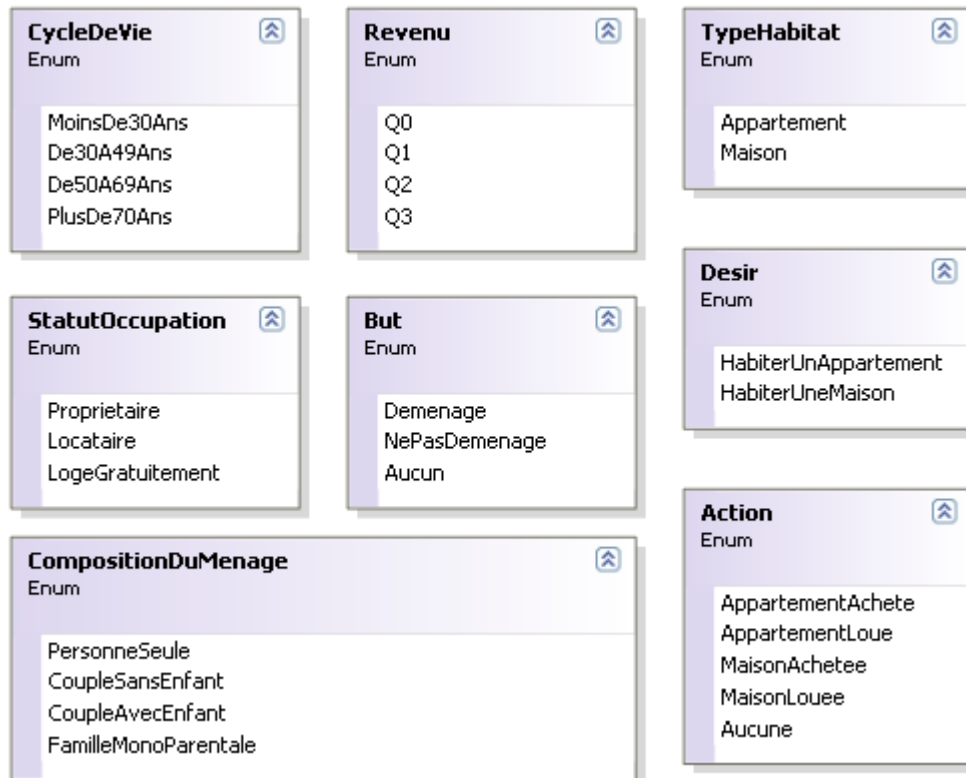 CycleDeVie
Enum
MoinsDe30Ans
De30A49Ans
De50A69Ans
PlusDe70Ans
Revenu
Enum
Q0
Q1
Q2
Q3
TypeHabitat
Enum
Appartement
Maison
StatutOccupation
Enum
Proprietaire
Locataire
LogeGratuitement
But
Enum
Demenage
NePasDemenage
Aucun
Desir
Enum
HabiterUnAppartement
HabiterUneMaison
CompositionDuMenage
Enum
PersonneSeule
CoupleSansEnfant
CoupleAvecEnfant
FamilleMonoParentale
Action
Enum
AppartementAchete
AppartementLoue
MaisonAchetee
MaisonLouee
Aucune